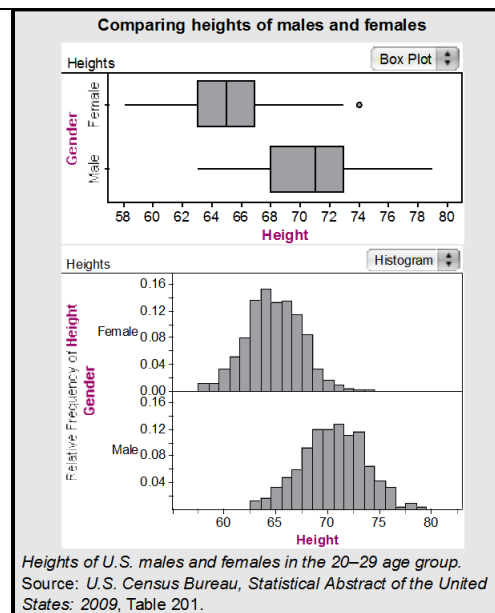 Comparing heights of males and females
Heights
Box Plot
Gender
Female
Male
58 60 62 64 66 68 70 72 74 76 78 80
Height
Heights
Histogram
Relative Frequency of Height
Gender
0.16
0.12
Female
0.08
0.04
0.00
0.16
0.12
Male
0.08
0.04
60 65 70 75 80
Height
Heights of U.S. males and females in the 20–29 age group.
Source: U.S. Census Bureau, Statistical Abstract of the United
States: 2009, Table 201.